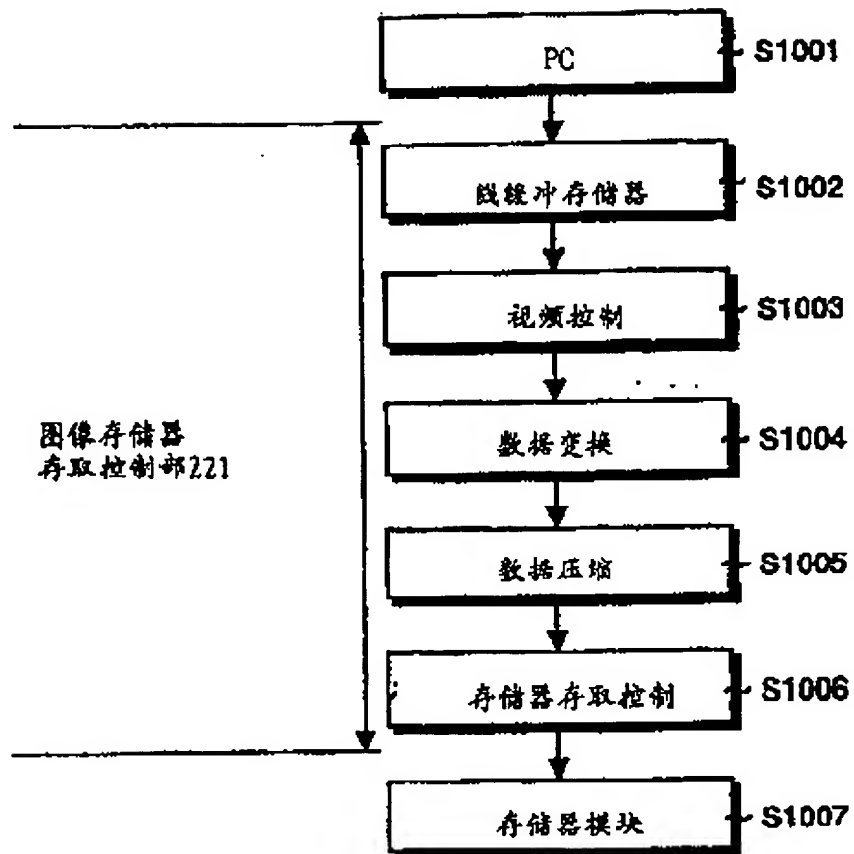 PC
S1001
线缓冲存储器
S1002
视频控制
S1003
数据变换
S1004
图像存储器
存取控制部221
数据压缩
S1005
存储器存取控制
S1006
存储器模块
S1007